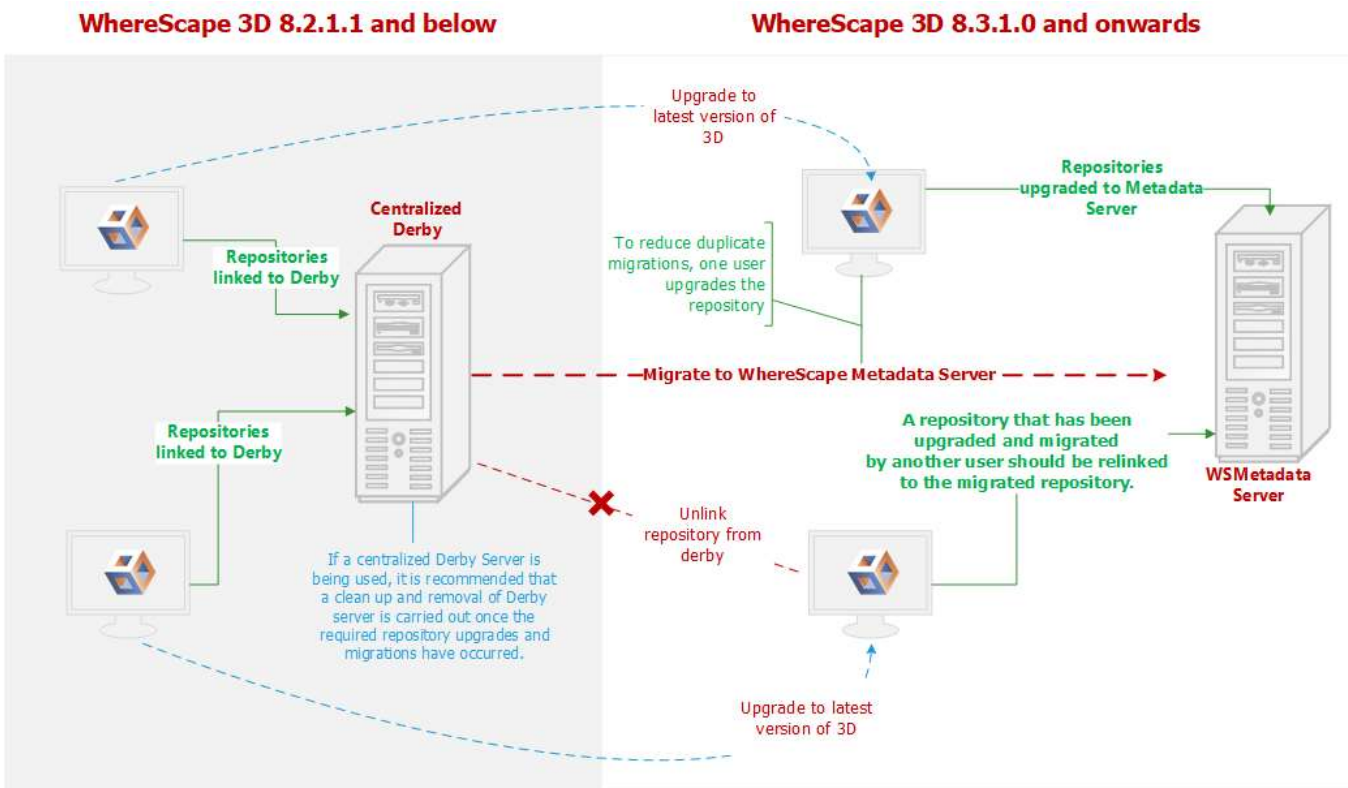 WhereScape 3D 8.2.1.1 and below
WhereScape 3D 8.3.1.0 and onwards
Upgrade to
latest version of
3D
Repositories
upgraded to Metadata
Server
Centralized
Derby
Repositories
linked to Derby
To reduce duplicate
migrations, one user
upgrades the
repository
Migrate to WhereScape Metadata Server
Repositories
linked to Derby
A repository that has been
upgraded and migrated
by another user should be relinked
to the migrated repository.
WSMetadata
Server
Unlink
repository from
derby
If a centralized Derby Server is
being used, it is recommended that
a clean up and removal of Derby
server is carried out once the
required repository upgrades and
migrations have occurred.
Upgrade to latest
version of 3D